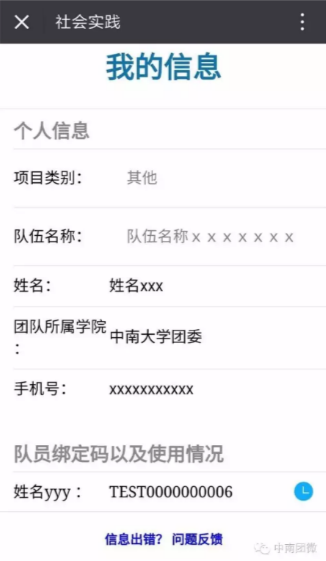 社会实践
我的信息
个人信息
项目类别： 其他
队伍名称： 队伍名称ｘｘｘｘｘｘｘ
姓名： 姓名xxx
团队所属学院
： 中南大学团委
手机号： xxxxxxxxxxx
队员绑定码以及使用情况
姓名yyy： TEST0000000006
信息出错？ 问题反馈
中南团微